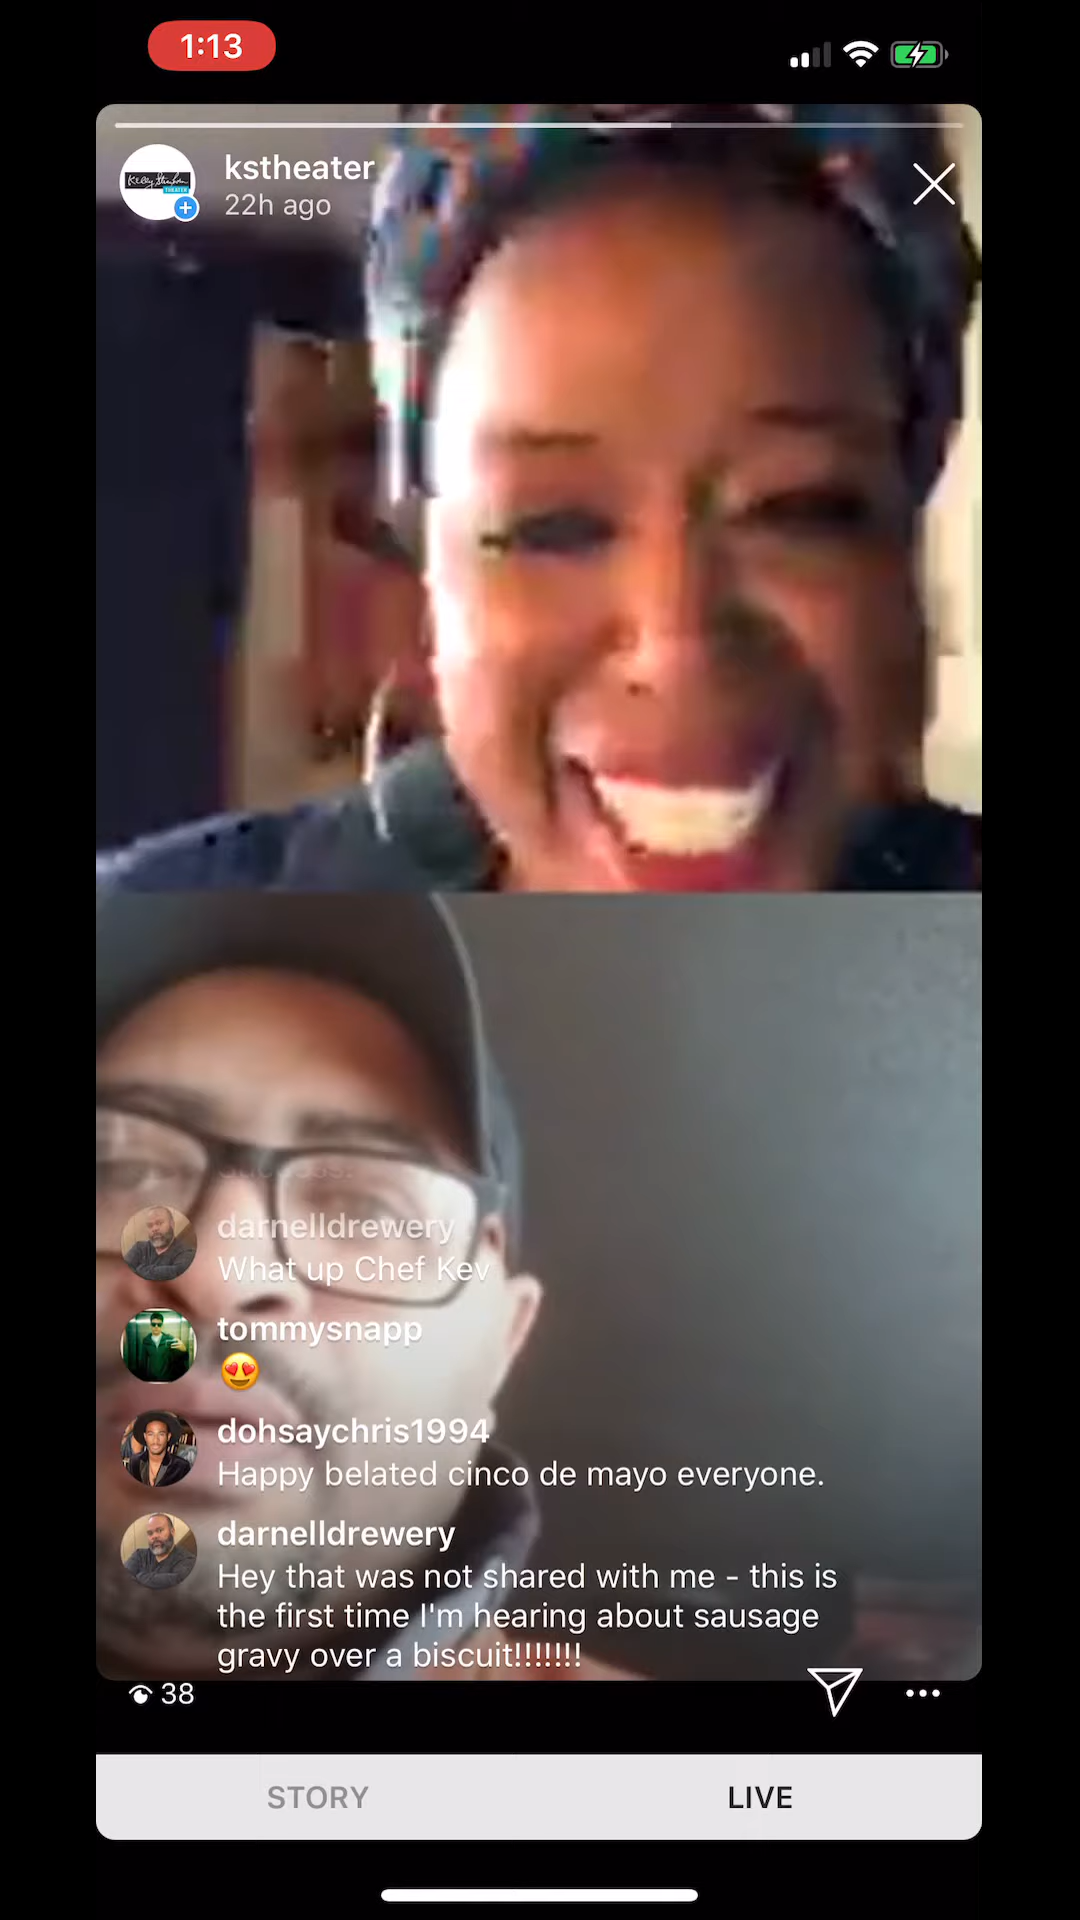 1:13
kstheater
22h ago
darnelldrewery
What up Chef Kev
tommysnapp
😍
dohsaychris1994
Happy belated cinco de mayo everyone.
darnelldrewery
Hey that was not shared with me - this is
the first time I'm hearing about sausage
gravy over a biscuit!!!!!!!
38
STORY
LIVE